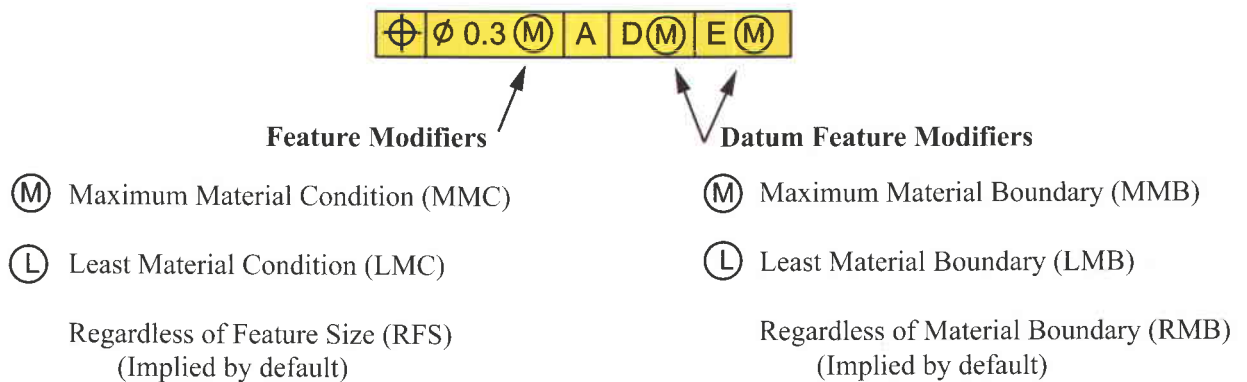 ⌖ Ø 0.3 Ⓜ A D Ⓜ E Ⓜ
Feature Modifiers
Datum Feature Modifiers
Ⓜ Maximum Material Condition (MMC)
Ⓜ Maximum Material Boundary (MMB)
Ⓛ Least Material Condition (LMC)
Ⓛ Least Material Boundary (LMB)
Regardless of Feature Size (RFS)
(Implied by default)
Regardless of Material Boundary (RMB)
(Implied by default)